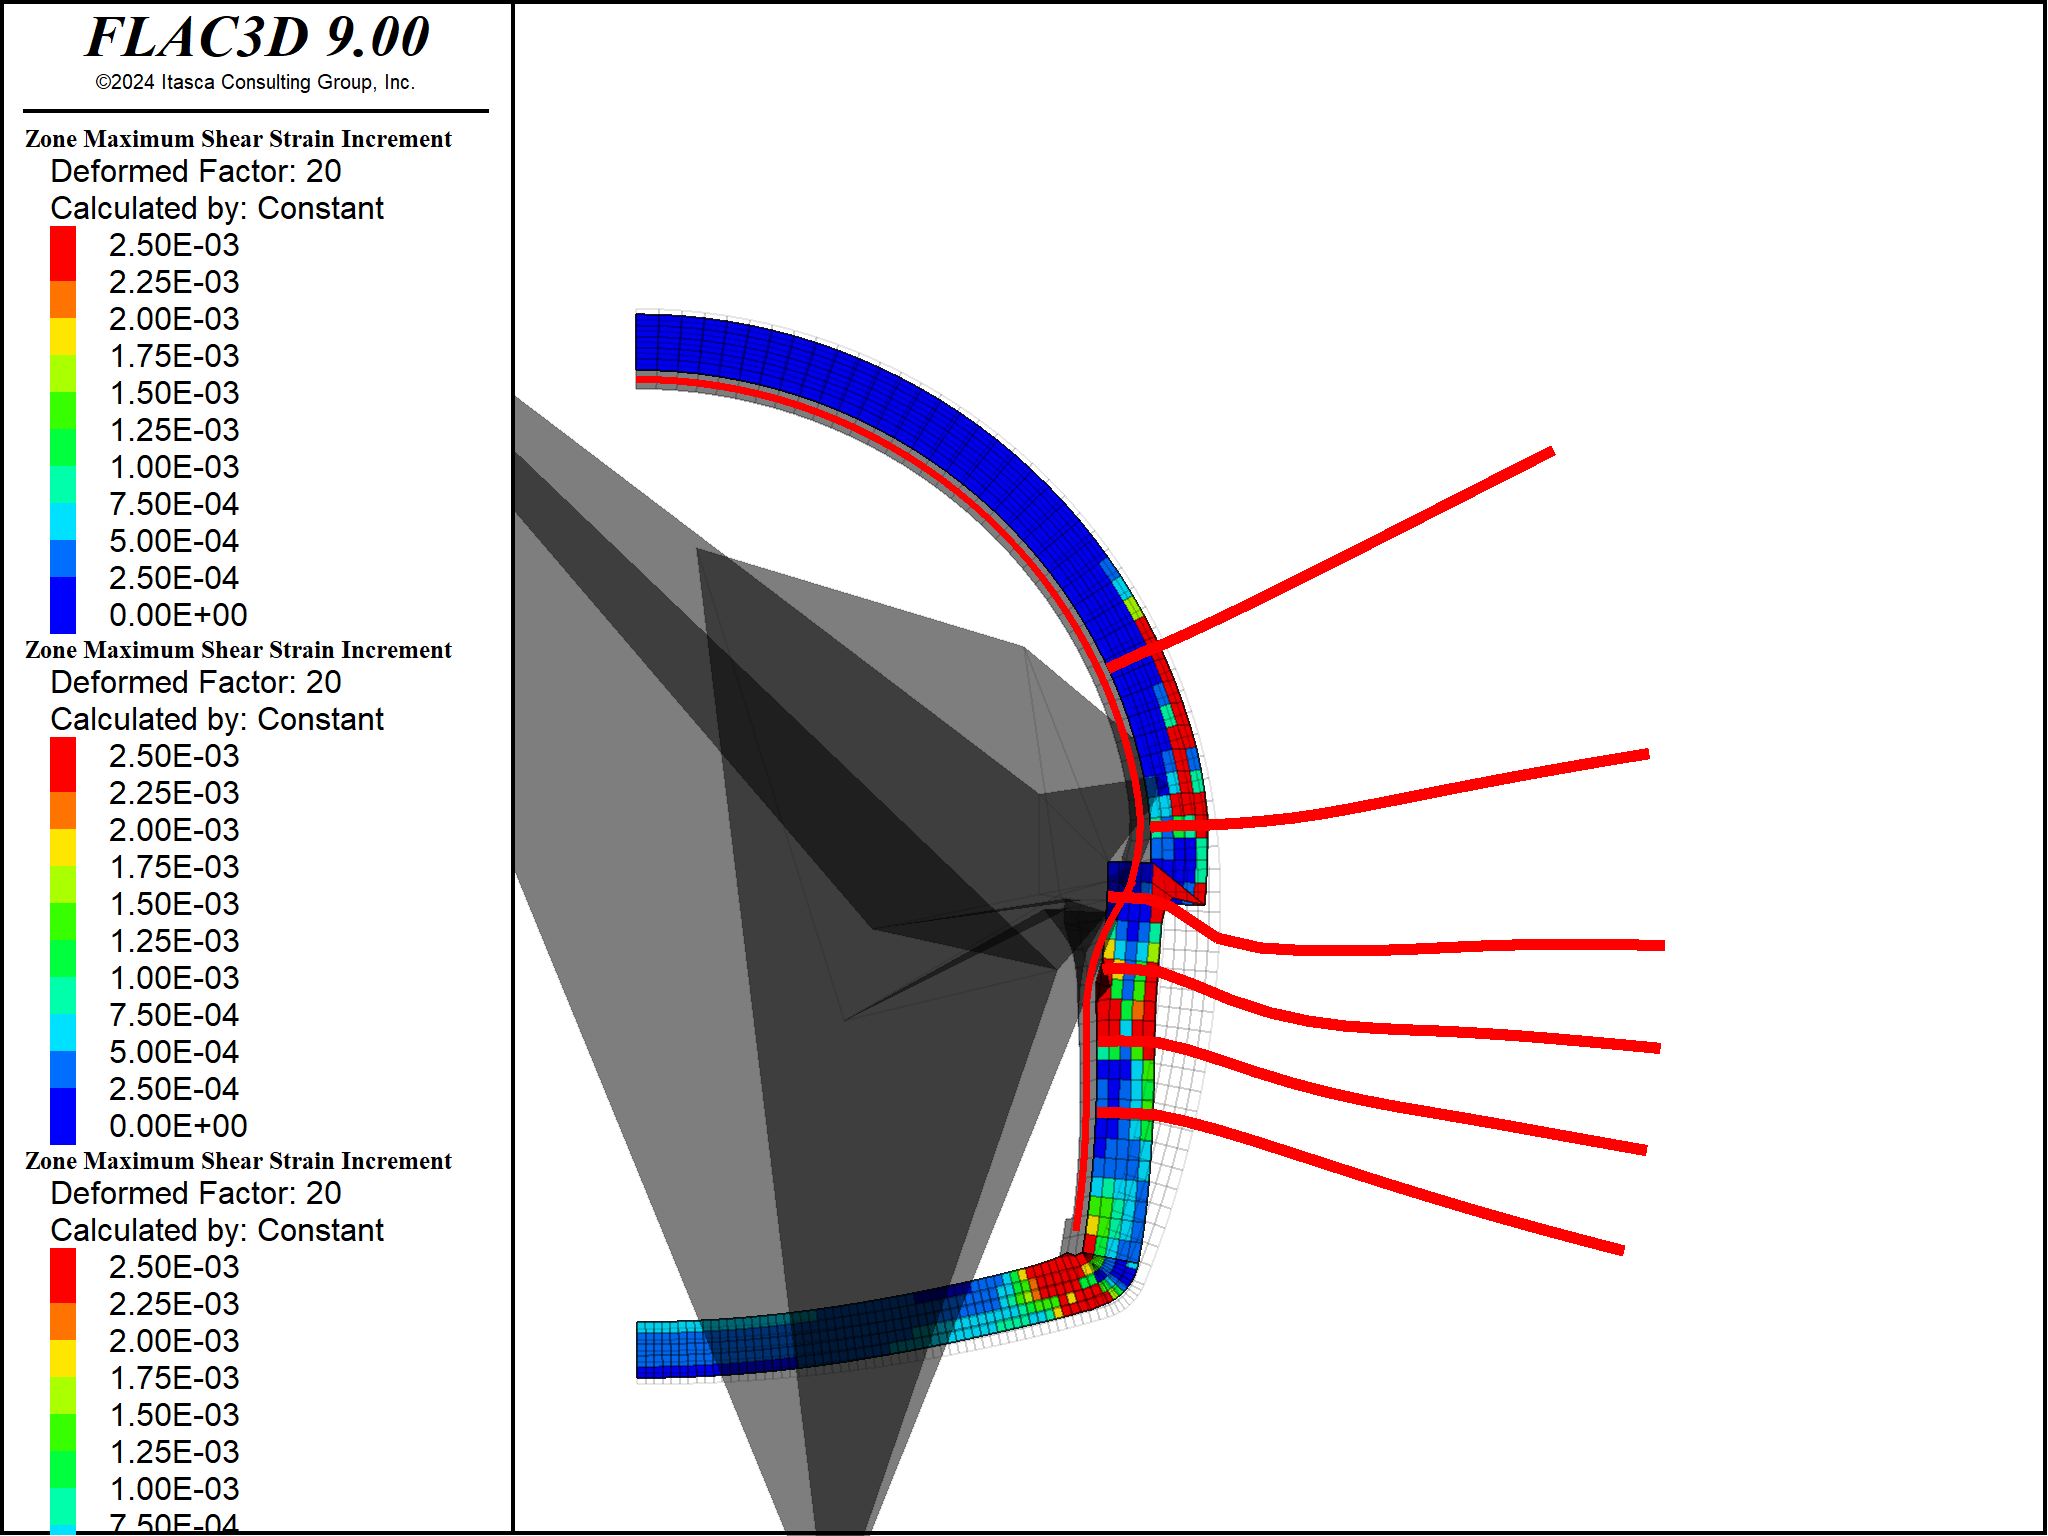 FLAC3D 9.00
©2024 Itasca Consulting Group, Inc.
Zone Maximum Shear Strain Increment
Deformed Factor: 20
Calculated by: Constant
2.50E-03
2.25E-03
2.00E-03
1.75E-03
1.50E-03
1.25E-03
1.00E-03
7.50E-04
5.00E-04
2.50E-04
0.00E+00
Zone Maximum Shear Strain Increment
Deformed Factor: 20
Calculated by: Constant
2.50E-03
2.25E-03
2.00E-03
1.75E-03
1.50E-03
1.25E-03
1.00E-03
7.50E-04
5.00E-04
2.50E-04
0.00E+00
Zone Maximum Shear Strain Increment
Deformed Factor: 20
Calculated by: Constant
2.50E-03
2.25E-03
2.00E-03
1.75E-03
1.50E-03
1.25E-03
1.00E-03
7.50E-04